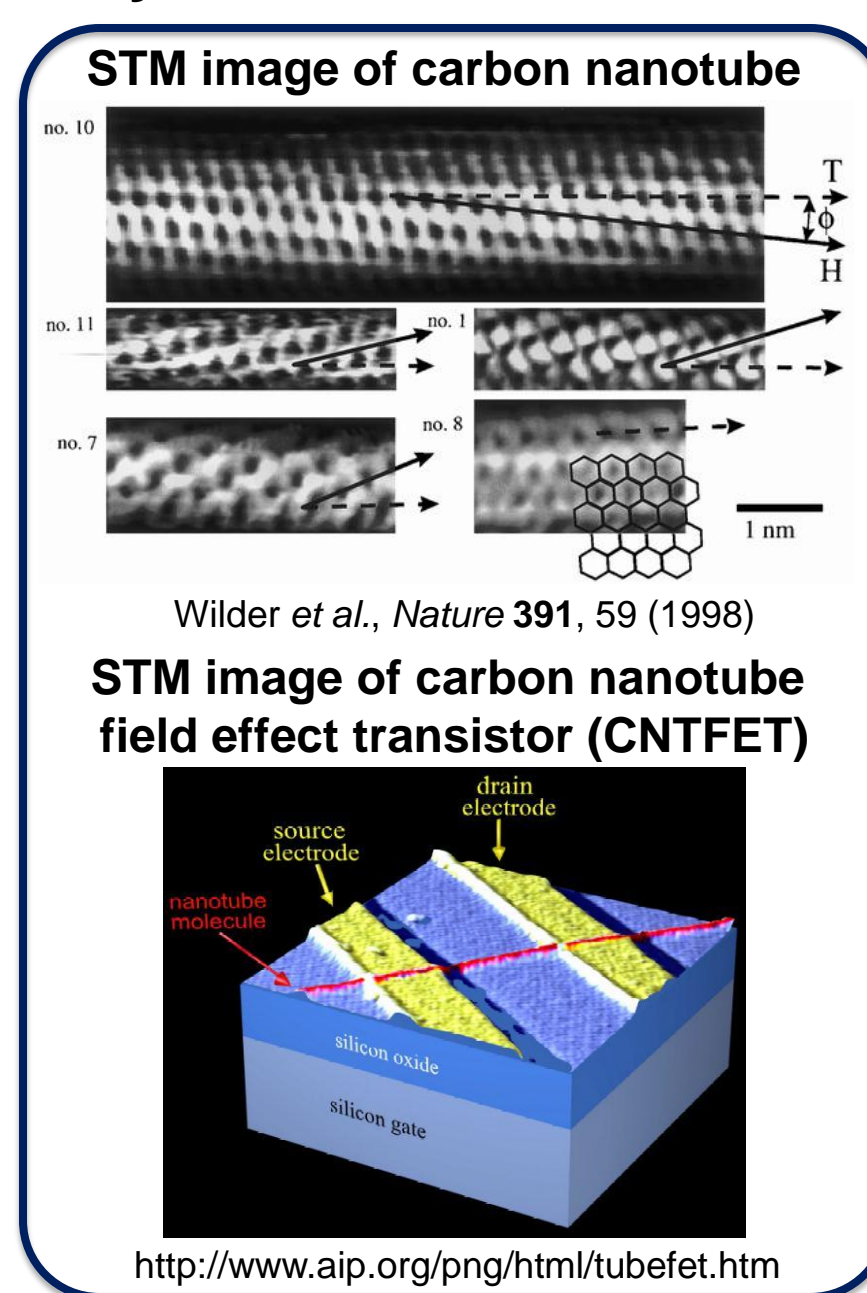 STM image of carbon nanotube
no. 10
T
ϕ
H
no. 11
no. 1
no. 7
no. 8
1 nm
Wilder et al., Nature 391, 59 (1998)
STM image of carbon nanotube
field effect transistor (CNTFET)
drain
electrode
source
electrode
nanotube
molecule
silicon oxide
silicon gate
http://www.aip.org/png/html/tubefet.htm